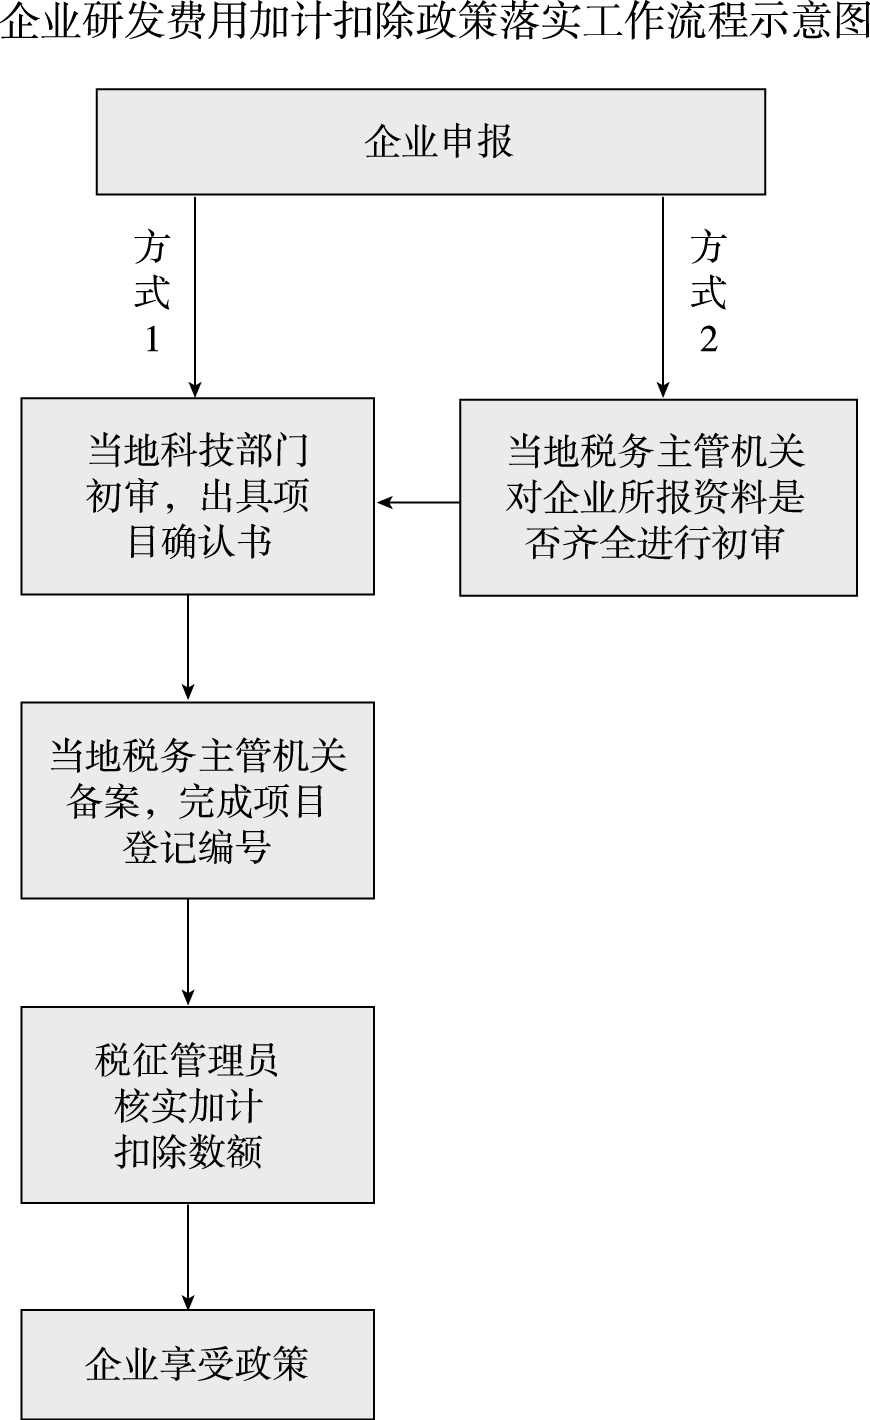 企业研发费用加计扣除政策落实工作流程示意图
企业申报
方
式
1
方
式
2
当地科技部门
初审，出具项
目确认书
当地税务主管机关
对企业所报资料是
否齐全进行初审
当地税务主管机关
备案，完成项目
登记编号
税征管理员
核实加计
扣除数额
企业享受政策